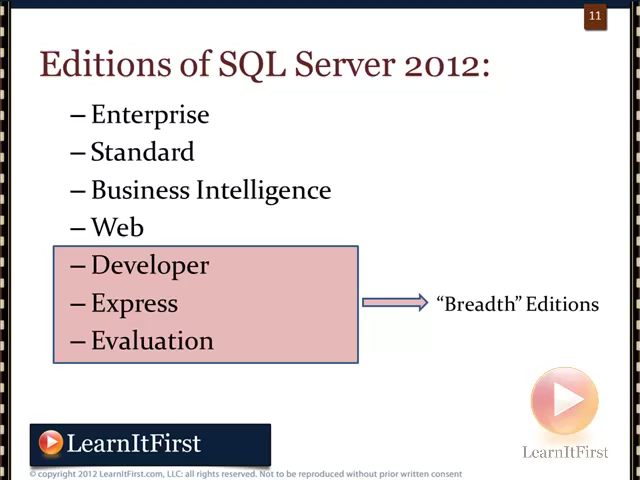 11
Editions of SQL Server 2012:
– Enterprise
– Standard
– Business Intelligence
– Web
– Developer
– Express
– Evaluation
“Breadth” Editions
LearnItFirst
LearnItFirst
© copyright 2012 LearnItFirst.com, LLC: all rights reserved. Not to be reproduced without prior written consent